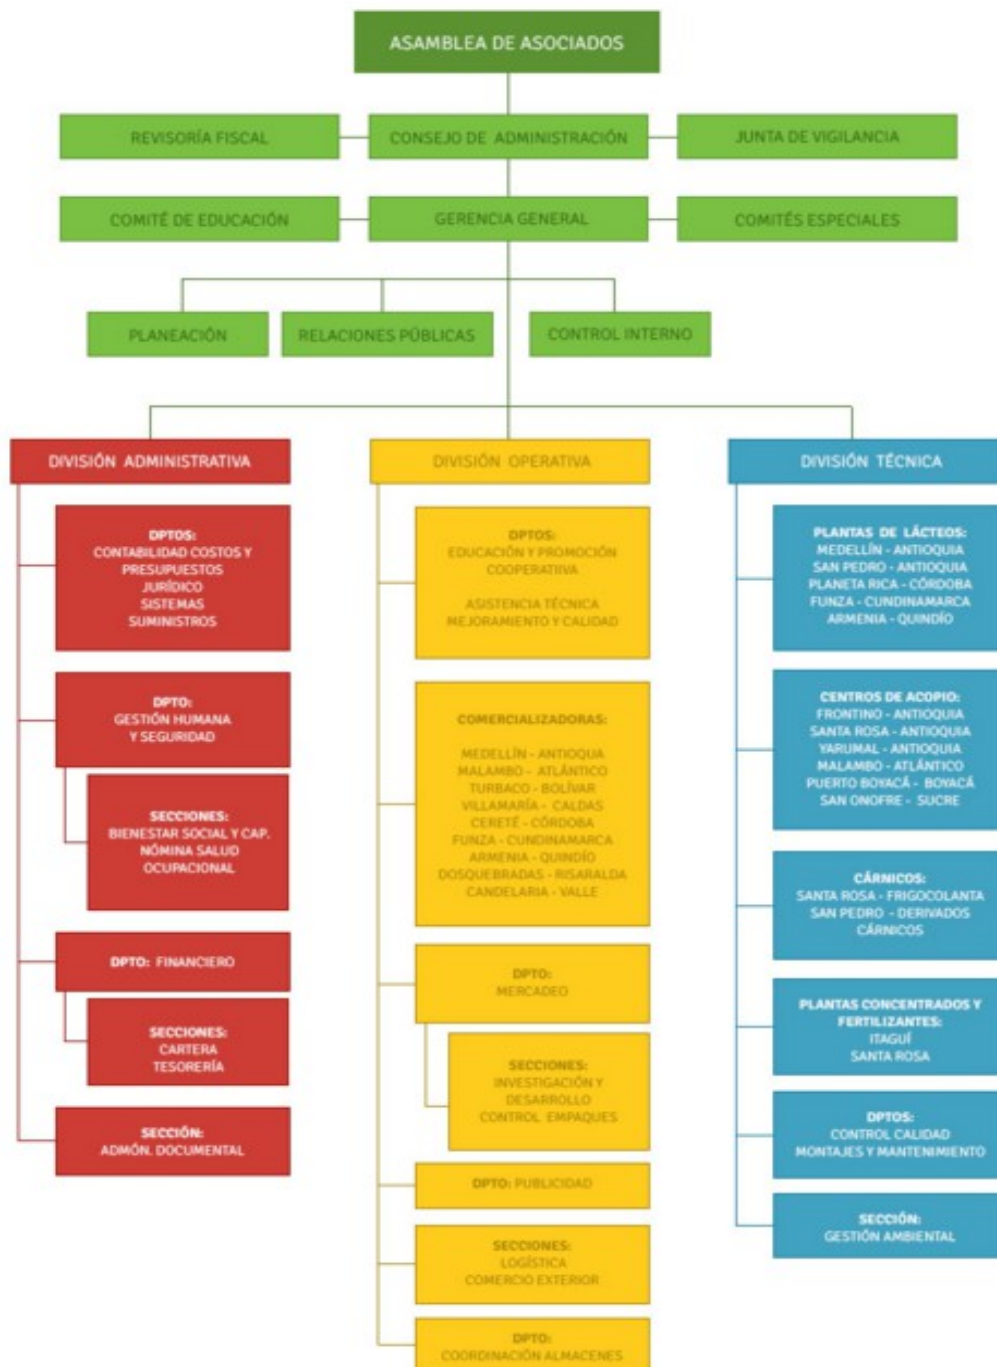 ASAMBLEA DE ASOCIADOS
REVISORÍA FISCAL
CONSEJO DE ADMINISTRACIÓN
JUNTA DE VIGILANCIA
COMITÉ DE EDUCACIÓN
GERENCIA GENERAL
COMITÉS ESPECIALES
PLANEACIÓN
RELACIONES PÚBLICAS
CONTROL INTERNO
DIVISIÓN ADMINISTRATIVA
DPTOS:
CONTABILIDAD COSTOS Y
PRESUPUESTOS
JURÍDICO
SISTEMAS
SUMINISTROS
DPTO:
GESTIÓN HUMANA
Y SEGURIDAD
SECCIONES:
BIENESTAR SOCIAL Y CAP.
NÓMINA SALUD
OCUPACIONAL
DPTO: FINANCIERO
SECCIONES:
CARTERA
TESORERÍA
SECCIÓN:
ADMÓN. DOCUMENTAL
DIVISIÓN OPERATIVA
DPTOS:
EDUCACIÓN Y PROMOCIÓN
COOPERATIIVA
ASISTENCIA TÉCNICA
MEJORAMIENTO Y CALIDAD
COMERCIALIZADORAS:
MEDELLÍN - ANTIOQUA
MALAMBO - ATLÁNTICO
TURBACO - BOLÍVAR
VILLAMARÍA - CALDAS
CERETÉ - CÓRDOBA
FUNZA - CUNDINAMARCA
ARMENIA - QUINDÍO
DOSQUEBRADAS - RISARALDA
CANDELARIA - VALLE
DPTO:
MERCADEO
SECCIONES:
INVESTIGACIÓN Y
DESARROLLO
CONTROL EMPAQUES
DPTO: PUBLICIDAD
SECCIONES:
LOGÍSTICA
COMERCIO EXTERIOR
DPTO:
COORDINACIÓN ALMACENES
DIVISIÓN TÉCNICA
PLANTAS DE LÁCTEOS:
MEDELLÍN - ANTIOQUIA
SAN PEDRO - ANTIOQUIA
PLANETA RICA - CÓRDOBA
FUNZA - CUNDINAMARCA
ARMENIA - QUINDÍO
CENTROS DE ACOPIO:
FRONTINO - ANTIOQUIA
SANTA ROSA - ANTIOQUIA
YARUMAL - ANTIOQUIA
MALAMBO - ATLÁNTICO
PUERTO BOYACÁ - BOYACÁ
SAN ONOFRE - SUCRE
CÁRNICOS:
SANTA ROSA - FRIGOCOLANTA
SAN PEDRO - DERIVADOS
CÁRNICOS
PLANTAS CONCENTRADOS Y
FERTILIZANTES:
ITAGUÍ
SANTA ROSA
DPTOS:
CONTROL CALIDAD
MONTAJES Y MANTENIMIENTO
SECCIÓN:
GESTIÓN AMBIENTAL